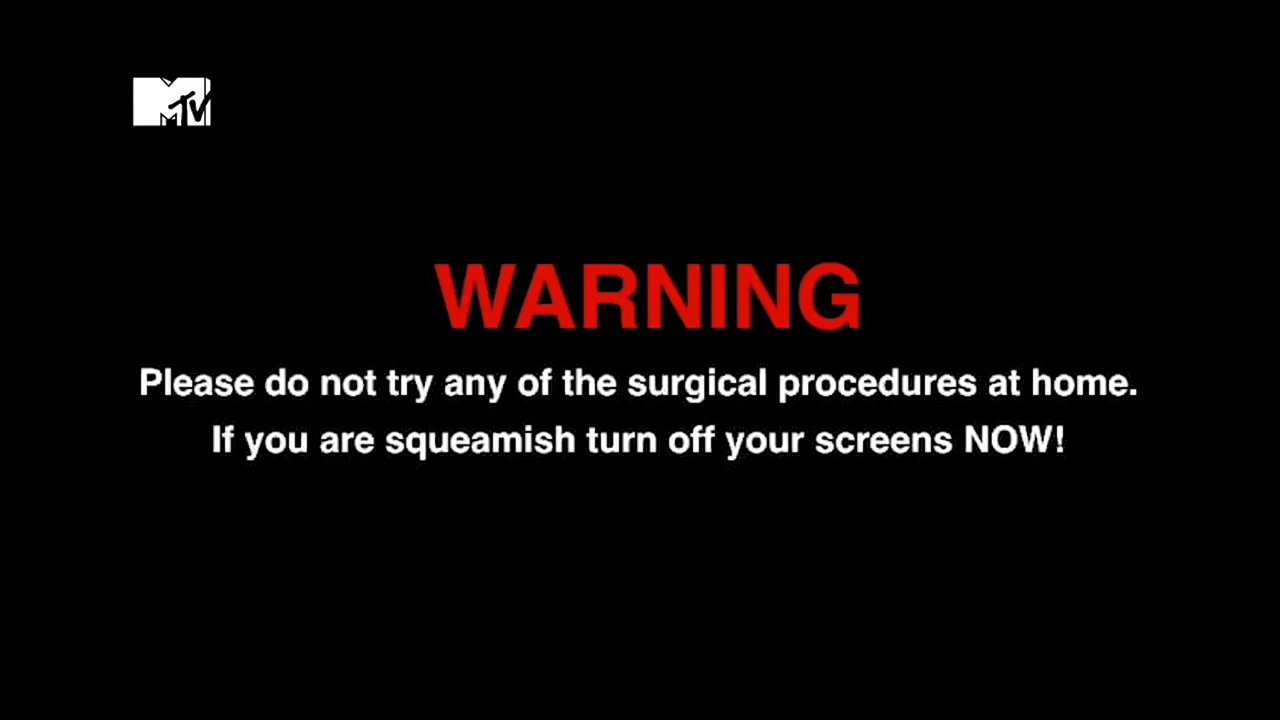 MTV
WARNING
Please do not try any of the surgical procedures at home.
If you are squeamish turn off your screens NOW!